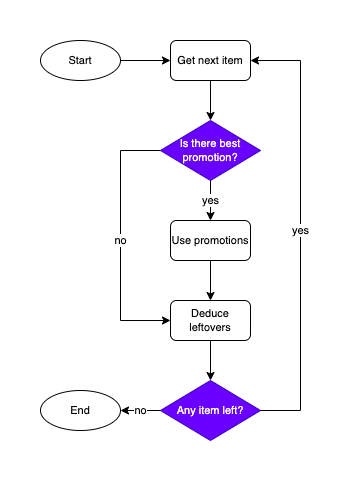 Start
Get next item
Is there best
promotion?
yes
Use promotions
no
yes
Deduce
leftovers
Any item left?
no
End